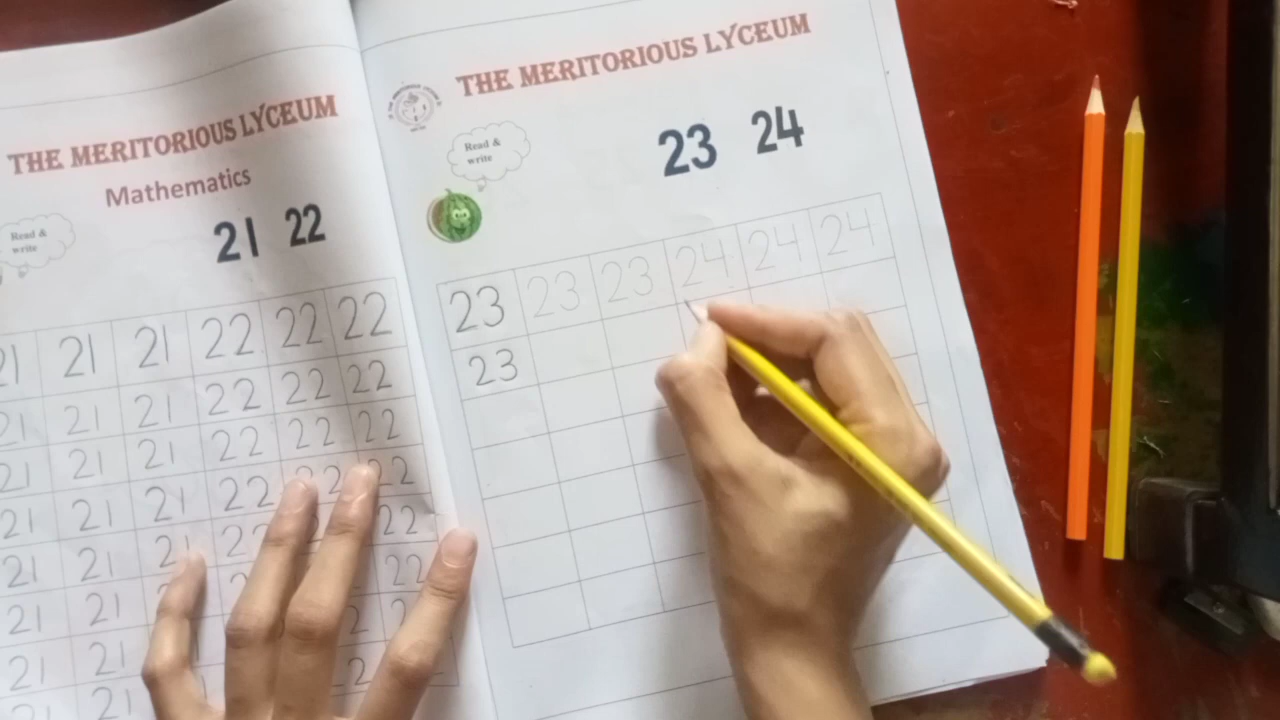 THE MERITORIOUS LYCEUM
Mathematics
Read &
write
21 22
21 21 21 22 22 22
21 21 21 22 22 22
21 21 21 22 22 22
21 21 21 22 22 22
21 21 21 22 22
21 21 22
21 21
21 21
21
THE MERITORIOUS LYCEUM
Read &
write
23 24
23 23 23 24 24 24
23